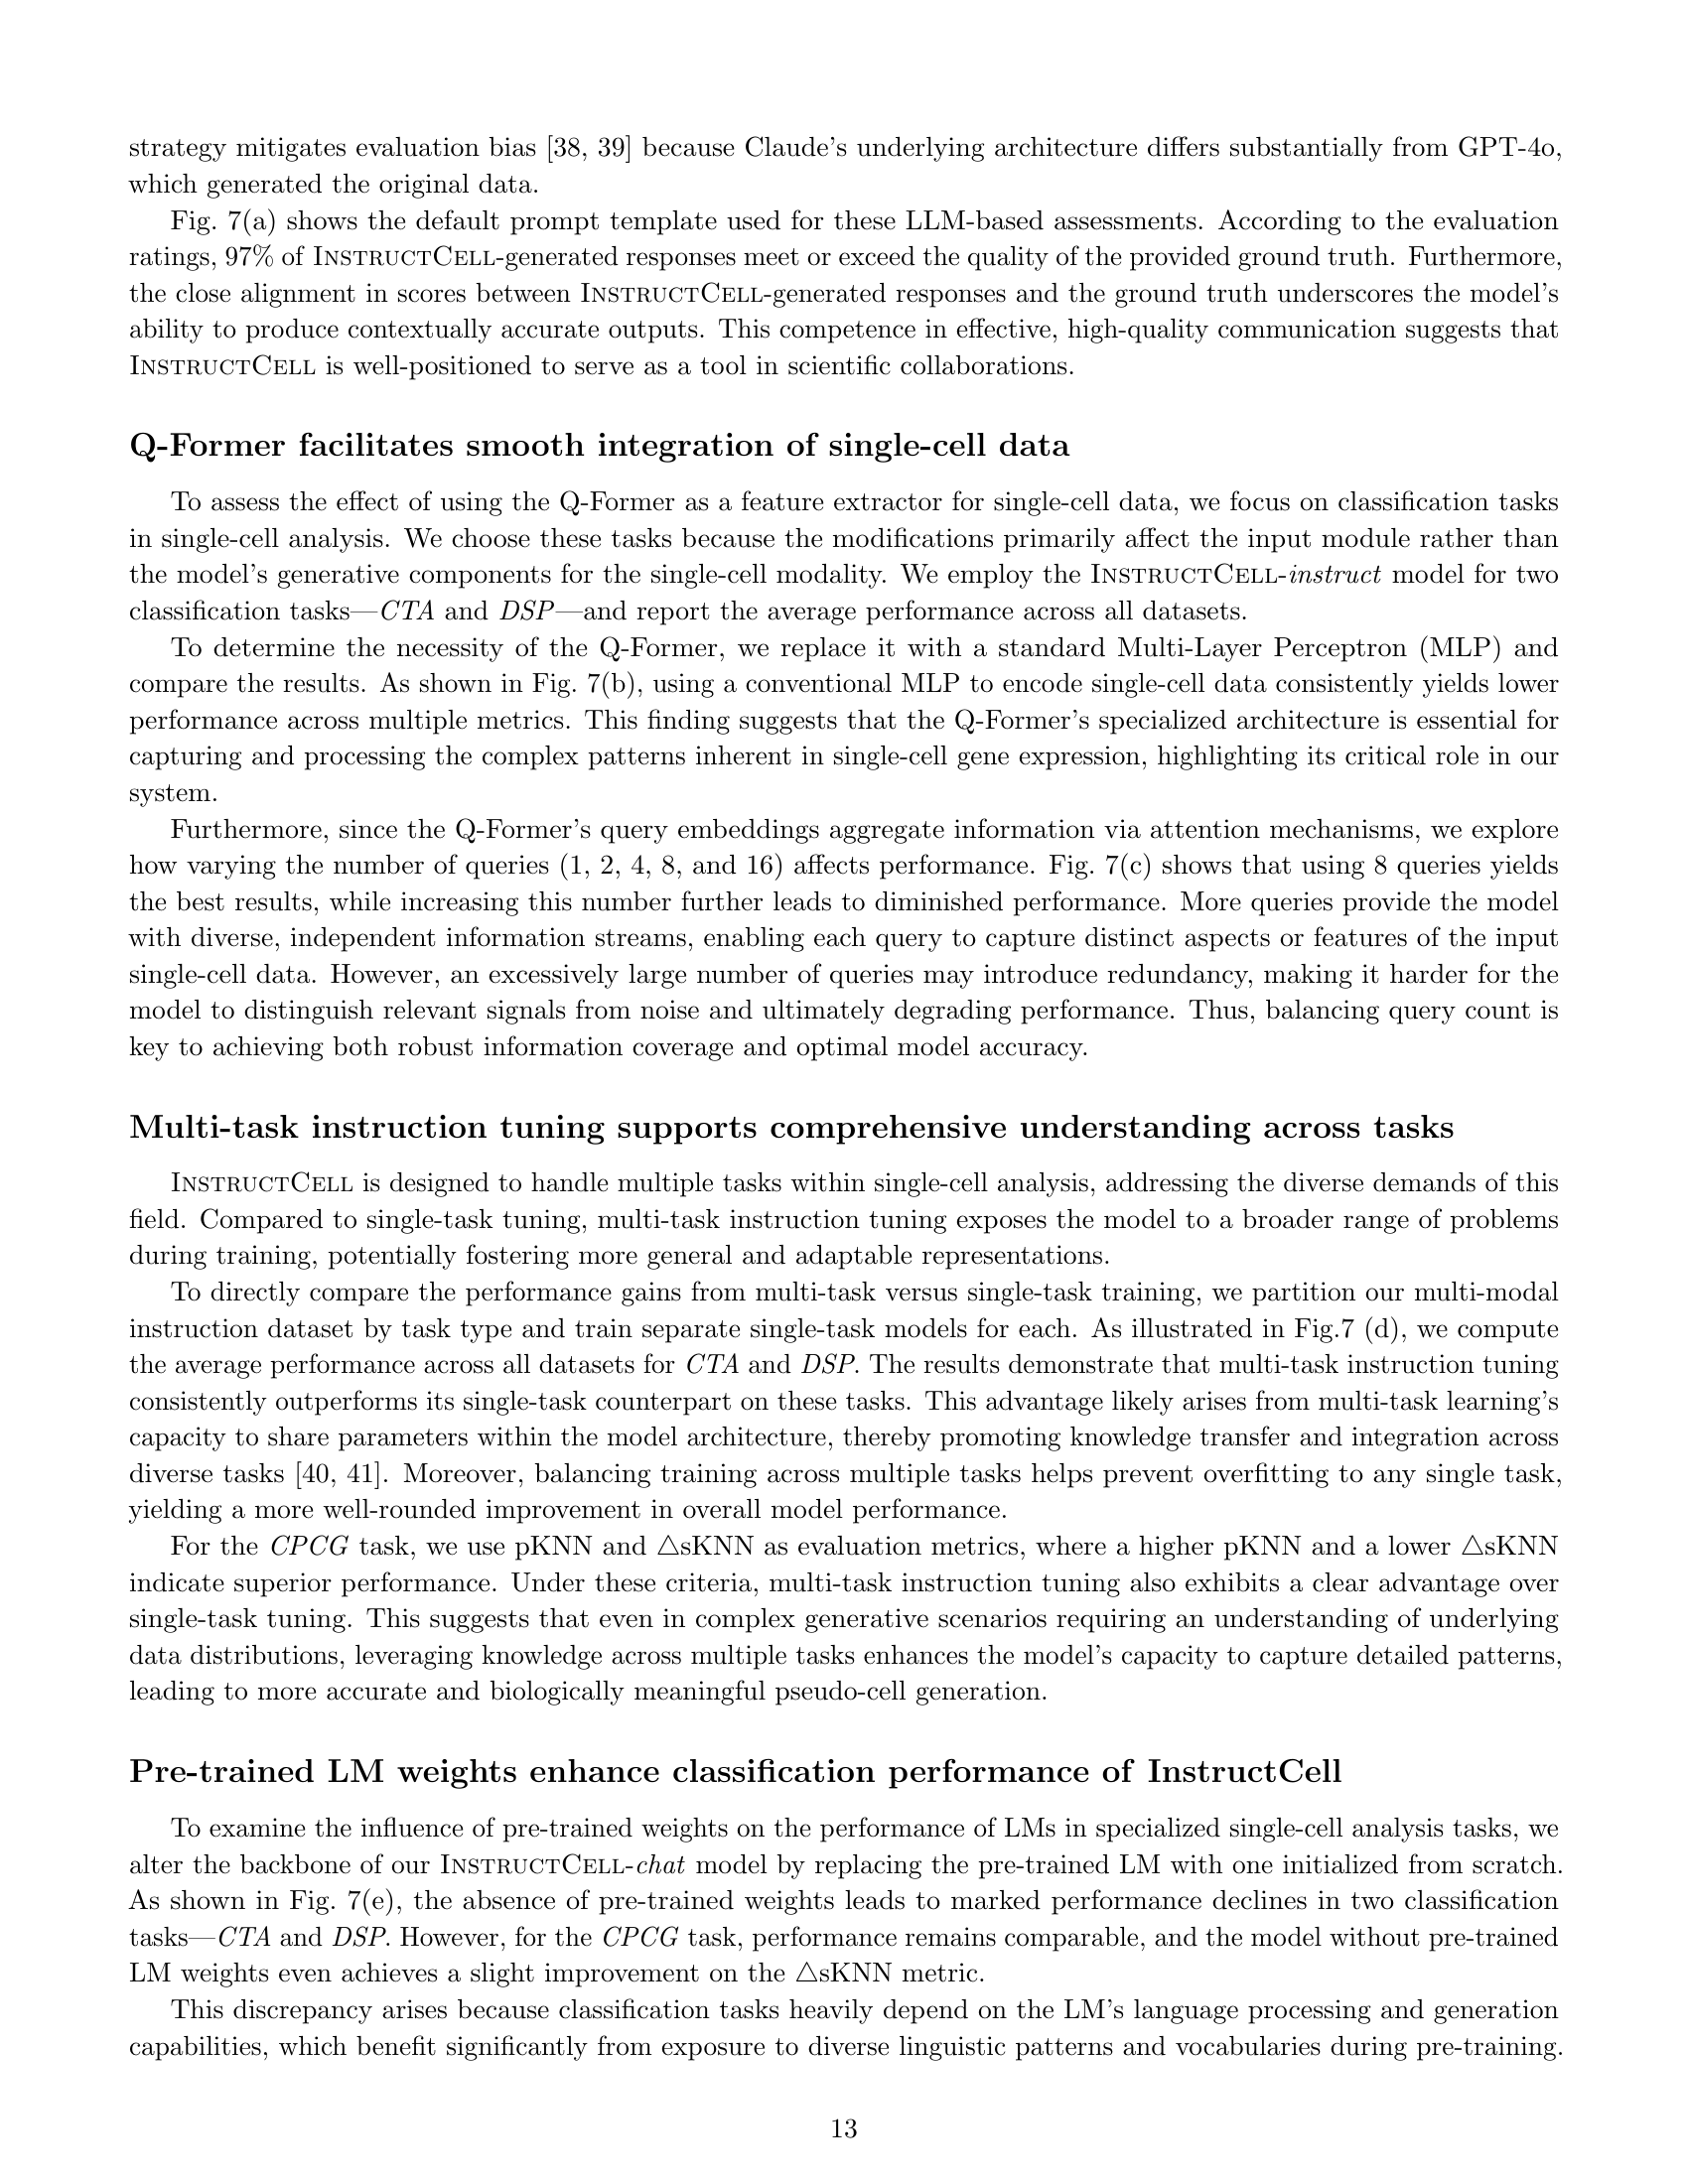 strategy mitigates evaluation bias [38, 39] because Claude's underlying architecture differs substantially from GPT-4o,
which generated the original data.
Fig. 7(a) shows the default prompt template used for these LLM-based assessments. According to the evaluation
ratings, 97% of INSTRUCTCELL-generated responses meet or exceed the quality of the provided ground truth. Furthermore,
the close alignment in scores between INSTRUCTCELL-generated responses and the ground truth underscores the model's
ability to produce contextually accurate outputs. This competence in effective, high-quality communication suggests that
INSTRUCTCELL is well-positioned to serve as a tool in scientific collaborations.
Q-Former facilitates smooth integration of single-cell data
To assess the effect of using the Q-Former as a feature extractor for single-cell data, we focus on classification tasks
in single-cell analysis. We choose these tasks because the modifications primarily affect the input module rather than
the model's generative components for the single-cell modality. We employ the INSTRUCTCELL-instruct model for two
classification tasks—CTA and DSP—and report the average performance across all datasets.
To determine the necessity of the Q-Former, we replace it with a standard Multi-Layer Perceptron (MLP) and
compare the results. As shown in Fig. 7(b), using a conventional MLP to encode single-cell data consistently yields lower
performance across multiple metrics. This finding suggests that the Q-Former's specialized architecture is essential for
capturing and processing the complex patterns inherent in single-cell gene expression, highlighting its critical role in our
system.
Furthermore, since the Q-Former's query embeddings aggregate information via attention mechanisms, we explore
how varying the number of queries (1, 2, 4, 8, and 16) affects performance. Fig. 7(c) shows that using 8 queries yields
the best results, while increasing this number further leads to diminished performance. More queries provide the model
with diverse, independent information streams, enabling each query to capture distinct aspects or features of the input
single-cell data. However, an excessively large number of queries may introduce redundancy, making it harder for the
model to distinguish relevant signals from noise and ultimately degrading performance. Thus, balancing query count is
key to achieving both robust information coverage and optimal model accuracy.
Multi-task instruction tuning supports comprehensive understanding across tasks
INSTRUCTCELL is designed to handle multiple tasks within single-cell analysis, addressing the diverse demands of this
field. Compared to single-task tuning, multi-task instruction tuning exposes the model to a broader range of problems
during training, potentially fostering more general and adaptable representations.
To directly compare the performance gains from multi-task versus single-task training, we partition our multi-modal
instruction dataset by task type and train separate single-task models for each. As illustrated in Fig.7 (d), we compute
the average performance across all datasets for CTA and DSP. The results demonstrate that multi-task instruction tuning
consistently outperforms its single-task counterpart on these tasks. This advantage likely arises from multi-task learning's
capacity to share parameters within the model architecture, thereby promoting knowledge transfer and integration across
diverse tasks [40, 41]. Moreover, balancing training across multiple tasks helps prevent overfitting to any single task,
yielding a more well-rounded improvement in overall model performance.
For the CPCG task, we use pKNN and △sKNN as evaluation metrics, where a higher pKNN and a lower △sKNN
indicate superior performance. Under these criteria, multi-task instruction tuning also exhibits a clear advantage over
single-task tuning. This suggests that even in complex generative scenarios requiring an understanding of underlying
data distributions, leveraging knowledge across multiple tasks enhances the model's capacity to capture detailed patterns,
leading to more accurate and biologically meaningful pseudo-cell generation.
Pre-trained LM weights enhance classification performance of InstructCell
To examine the influence of pre-trained weights on the performance of LMs in specialized single-cell analysis tasks, we
alter the backbone of our INSTRUCTCELL-chat model by replacing the pre-trained LM with one initialized from scratch.
As shown in Fig. 7(e), the absence of pre-trained weights leads to marked performance declines in two classification
tasks—CTA and DSP. However, for the CPCG task, performance remains comparable, and the model without pre-trained
LM weights even achieves a slight improvement on the △sKNN metric.
This discrepancy arises because classification tasks heavily depend on the LM's language processing and generation
capabilities, which benefit significantly from exposure to diverse linguistic patterns and vocabularies during pre-training.
13